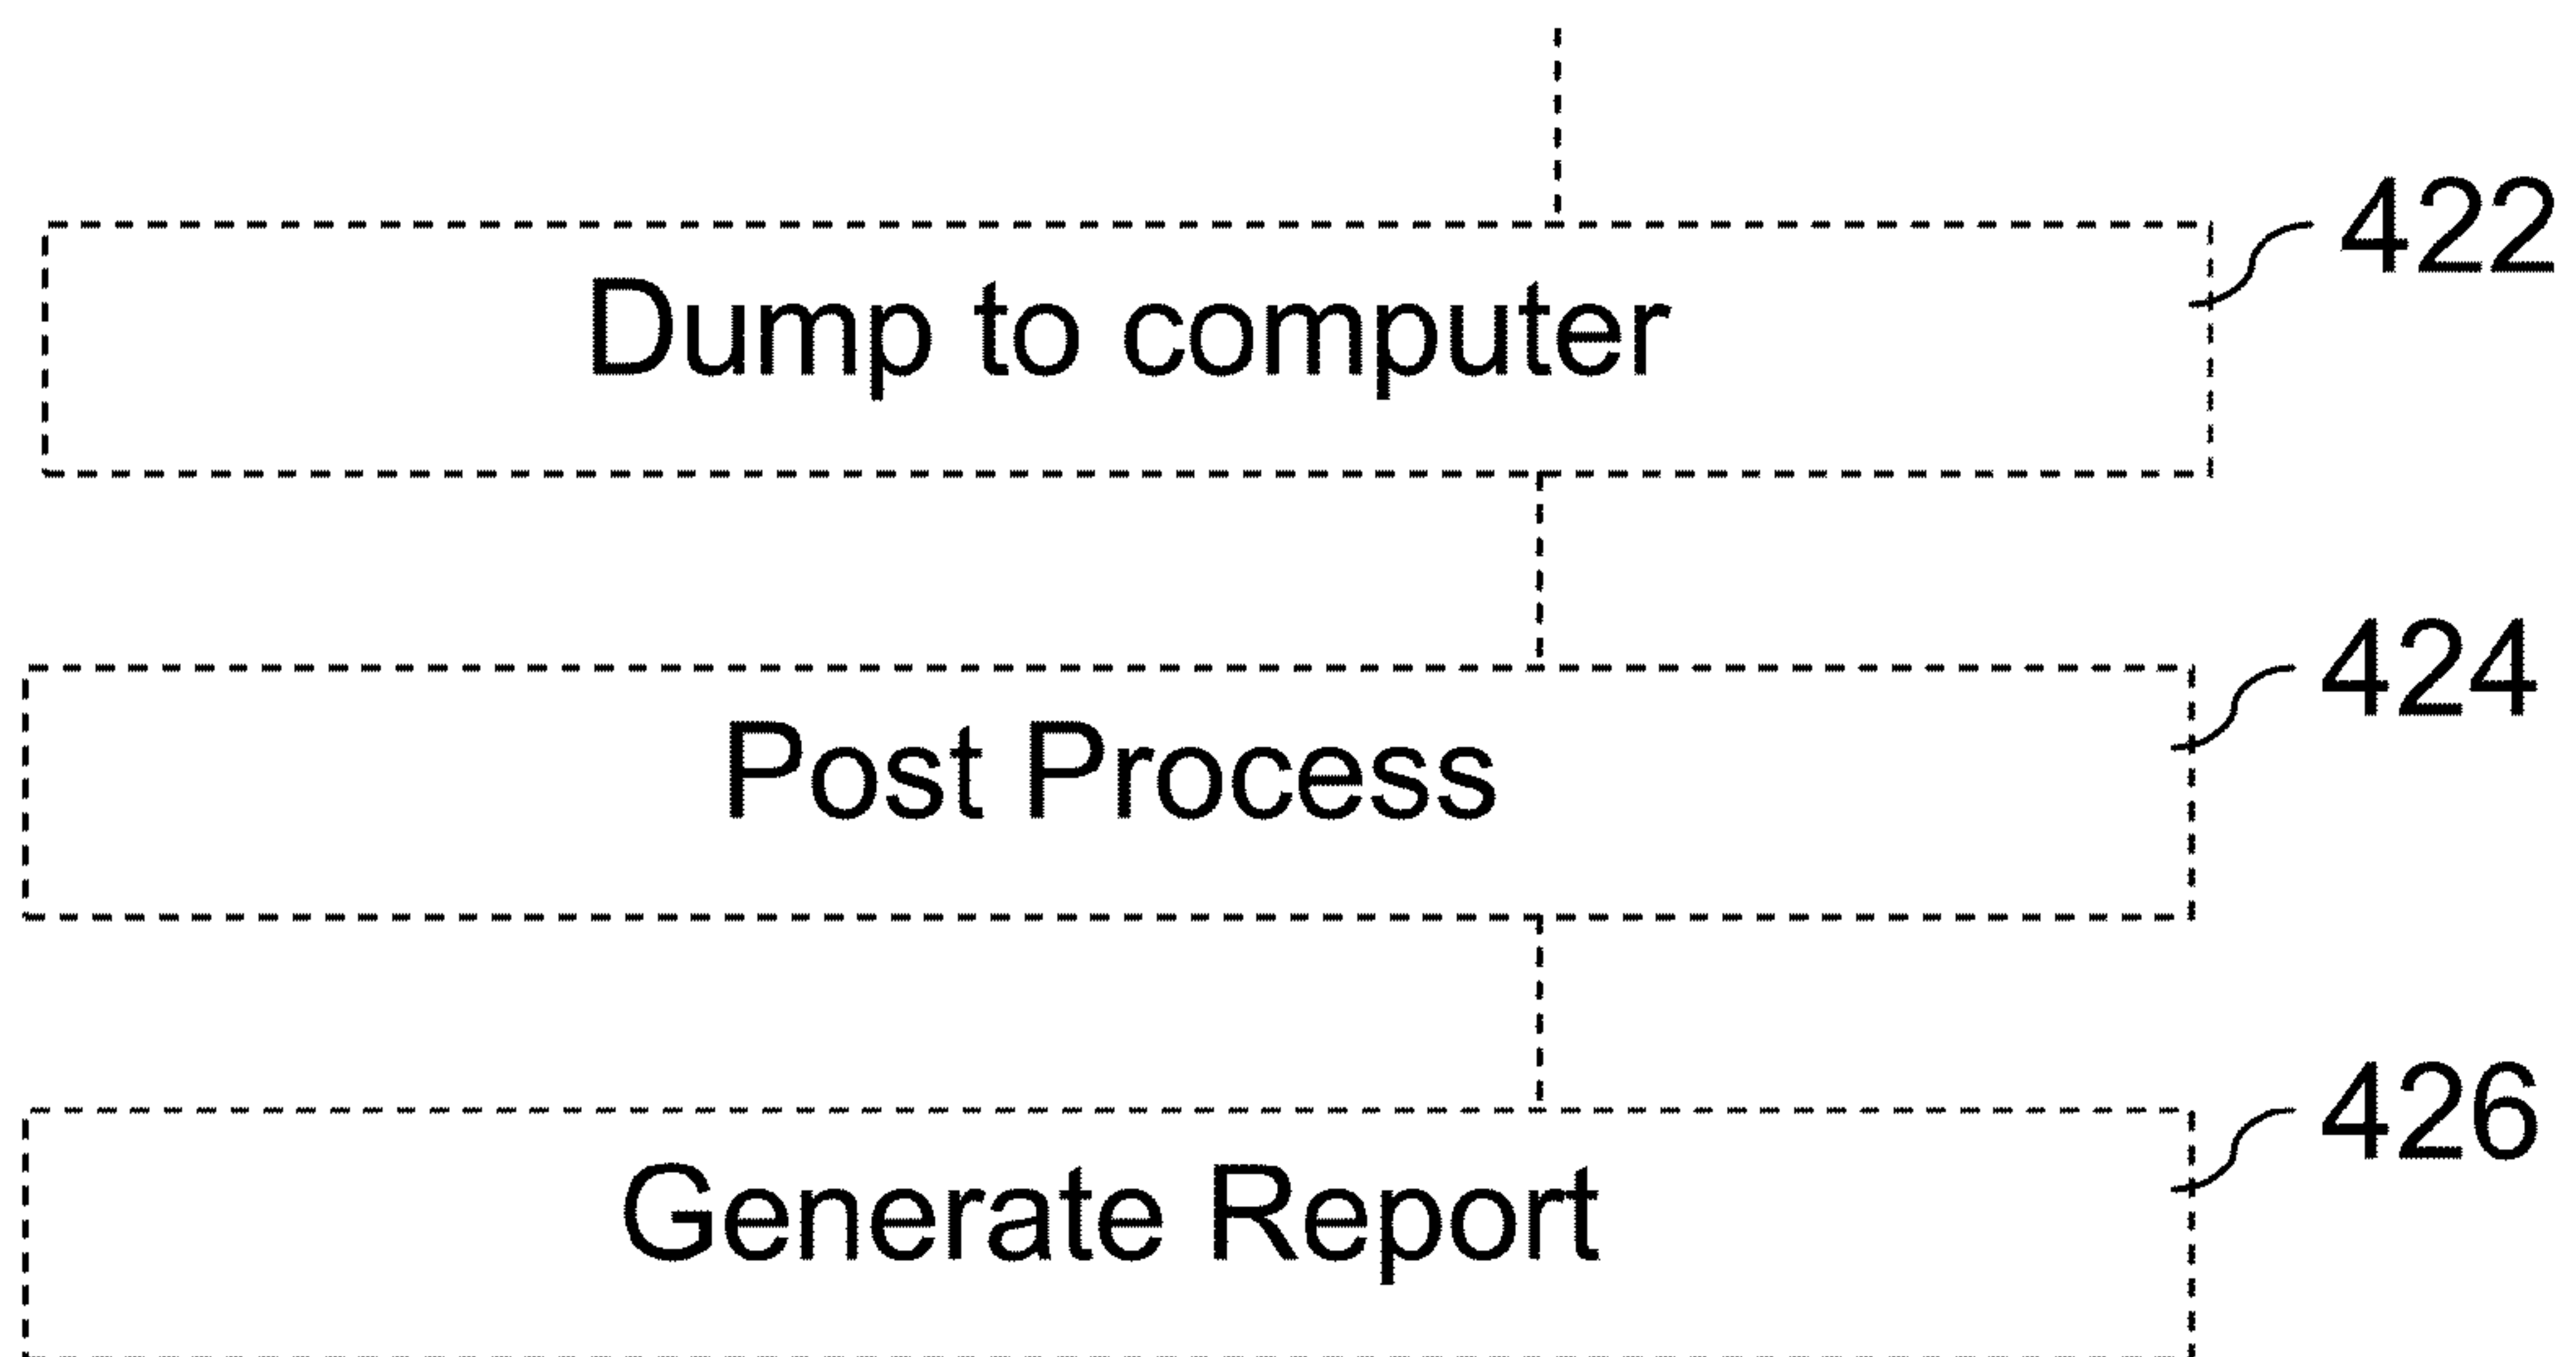 422
Dump to computer
424
Post Process
426
Generate Report